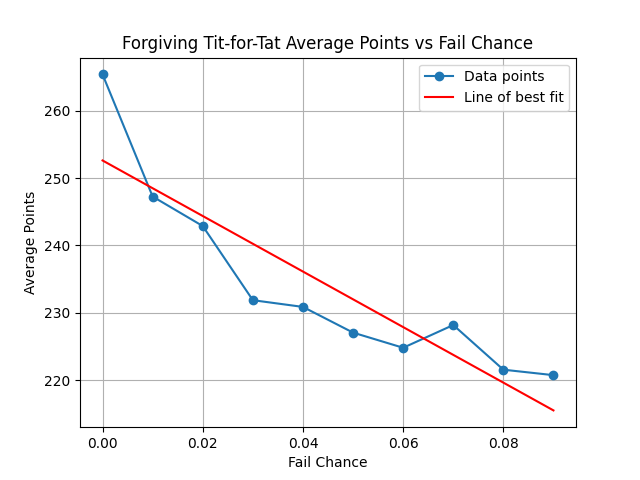 Forgiving Tit-for-Tat Average Points vs Fail Chance
Data points
Line of best fit
260
250
240
230
220
Average Points
0.00 0.02 0.04 0.06 0.08
Fail Chance